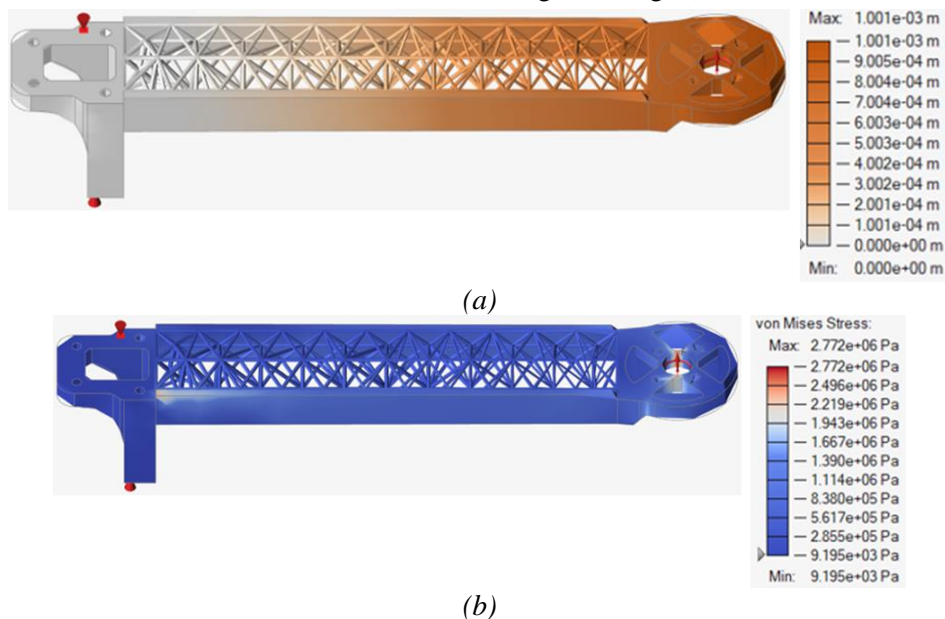 Max: 1.001e-03 m
1.001e-03 m
9.005e-04 m
8.004e-04 m
7.004e-04 m
6.003e-04 m
5.003e-04 m
4.002e-04 m
3.002e-04 m
2.001e-04 m
1.001e-04 m
0.000e+00 m
Min: 0.000e+00 m
(a)
von Mises Stress:
Max: 2.772e+06 Pa
2.772e+06 Pa
2.496e+06 Pa
2.219e+06 Pa
1.943e+06 Pa
1.667e+06 Pa
1.390e+06 Pa
1.114e+06 Pa
8.380e+05 Pa
5.617e+05 Pa
2.855e+05 Pa
9.195e+03 Pa
Min: 9.195e+03 Pa
(b)